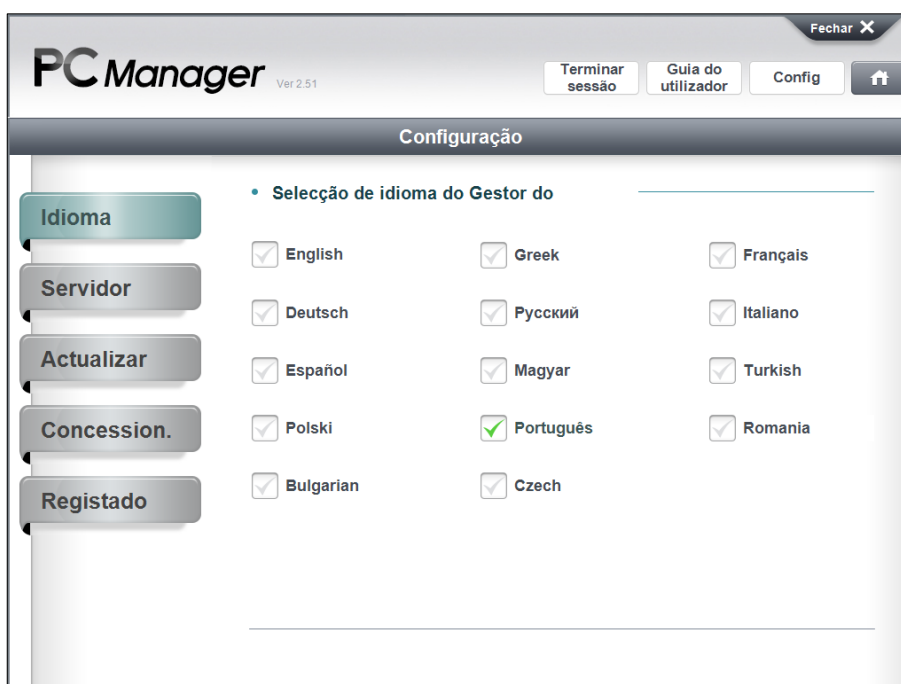 Fechar X
PC Manager Ver 2.51
Terminar sessão
Guia do utilizador
Config
Configuração
Idioma
Servidor
Actualizar
Concession.
Registado
• Selecção de idioma do Gestor do
English
Greek
Français
Deutsch
Русский
Italiano
Español
Magyar
Turkish
Polski
Português
Romania
Bulgarian
Czech